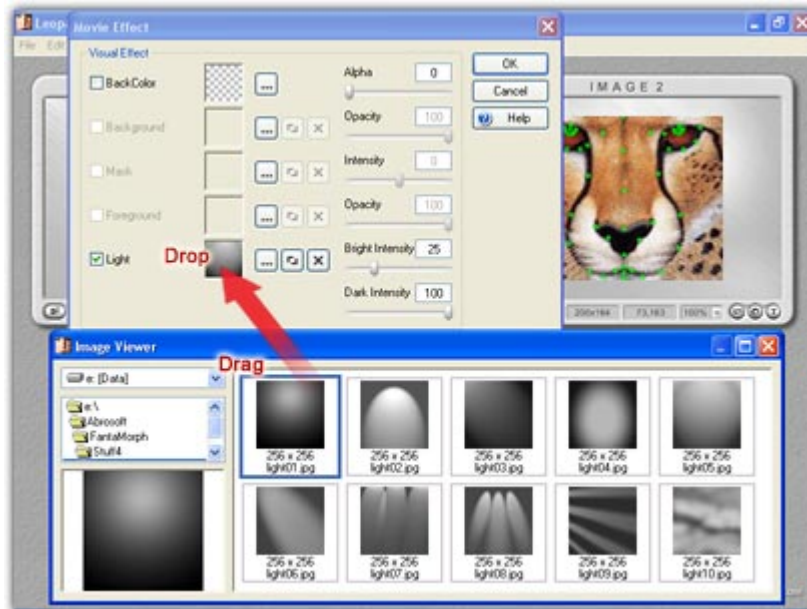 Leop
Movie Effect
File Edit
Visual Effect
BackColor
...
Alpha 0
OK
Background
...
Opacity 100
Cancel
Mask
...
Intensity 0
Help
Foreground
...
Opacity 100
Light
Drop
...
Bright Intensity 25
Dark Intensity 100
IMAGE 2
73,163 100%
Image Viewer
Drag
e: [Data]
e:\
Abrosoft
FantaMorph
Stuff4
256 x 256
light01.jpg
256 x 256
light02.jpg
256 x 256
light03.jpg
256 x 256
light04.jpg
256 x 256
light05.jpg
256 x 256
light06.jpg
256 x 256
light07.jpg
256 x 256
light08.jpg
256 x 256
light09.jpg
256 x 256
light10.jpg